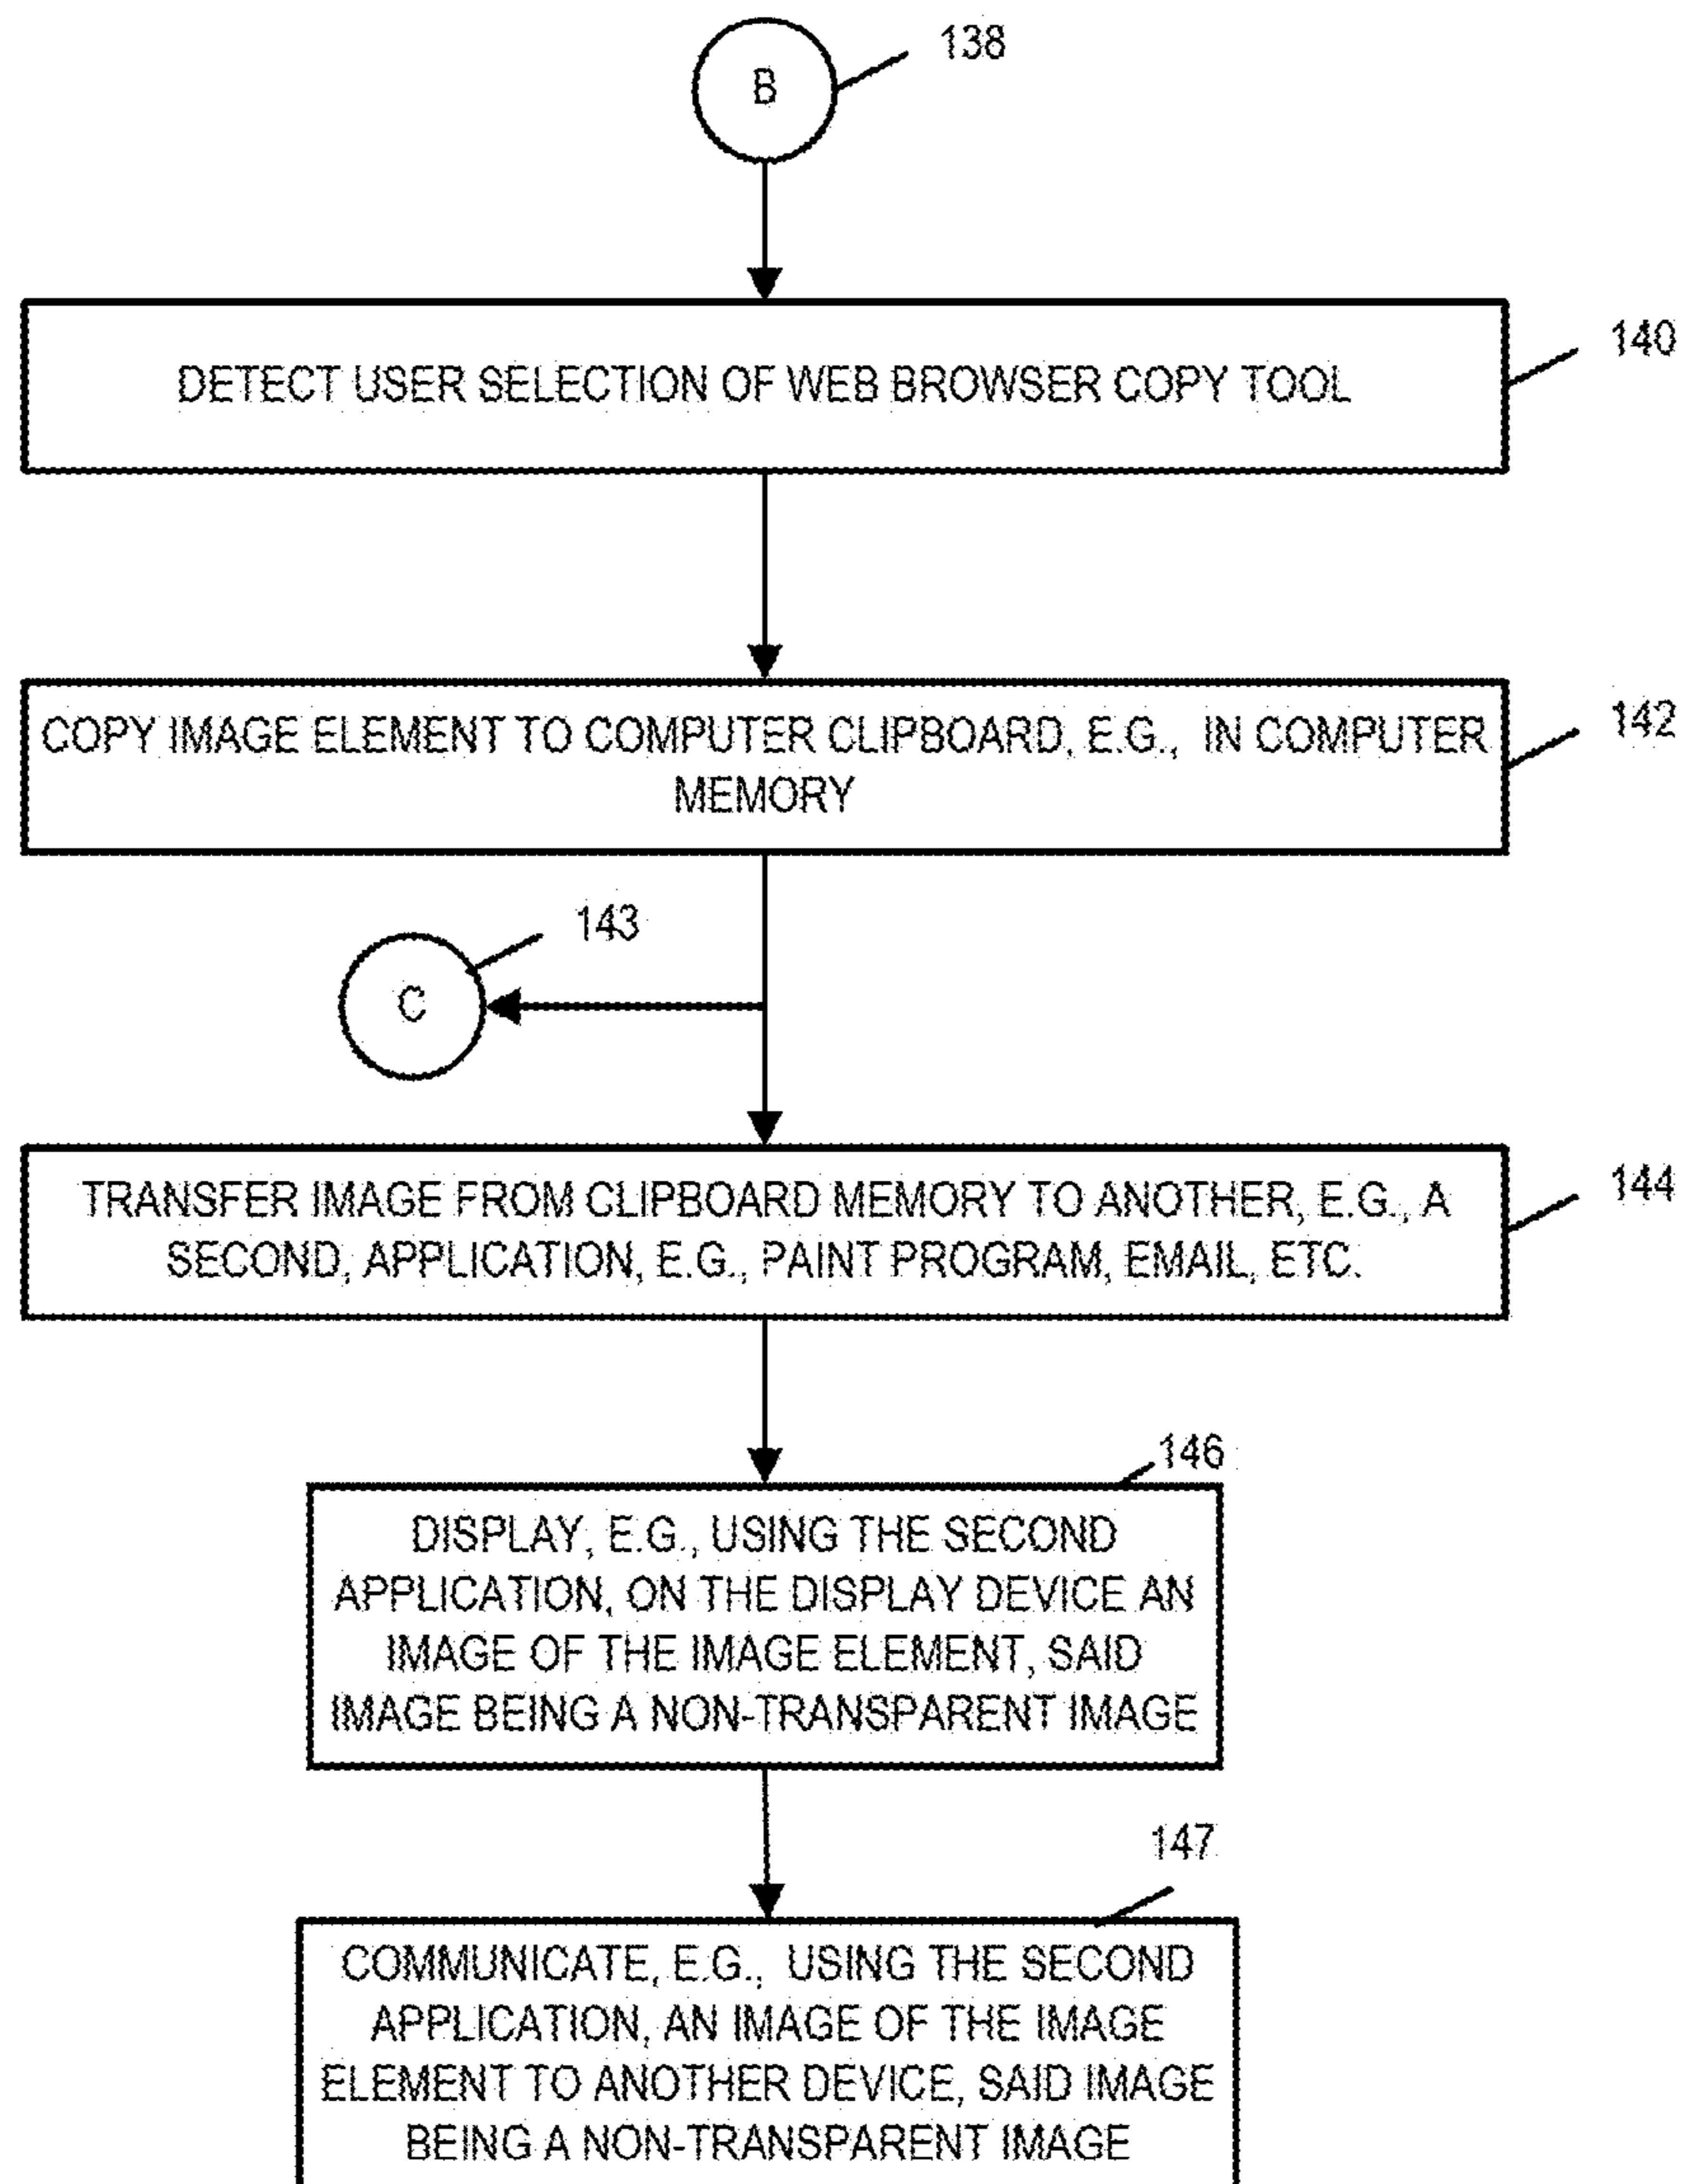 138
B
140
DETECT USER SELECTION OF WEB BROWSER COPY TOOL
142
COPY IMAGE ELEMENT TO COMPUTER CLIPBOARD, E.G., IN COMPUTER
MEMORY
143
C
144
TRANSFER IMAGE FROM CLIPBOARD MEMORY TO ANOTHER, E.G., A
SECOND, APPLICATION, E.G., PAINT PROGRAM, EMAIL, ETC.
146
DISPLAY, E.G., USING THE SECOND
APPLICATION, ON THE DISPLAY DEVICE AN
IMAGE OF THE IMAGE ELEMENT, SAID
IMAGE BEING A NON-TRANSPARENT IMAGE
147
COMMUNICATE, E.G., USING THE SECOND
APPLICATION, AN IMAGE OF THE IMAGE
ELEMENT TO ANOTHER DEVICE, SAID IMAGE
BEING A NON-TRANSPARENT IMAGE